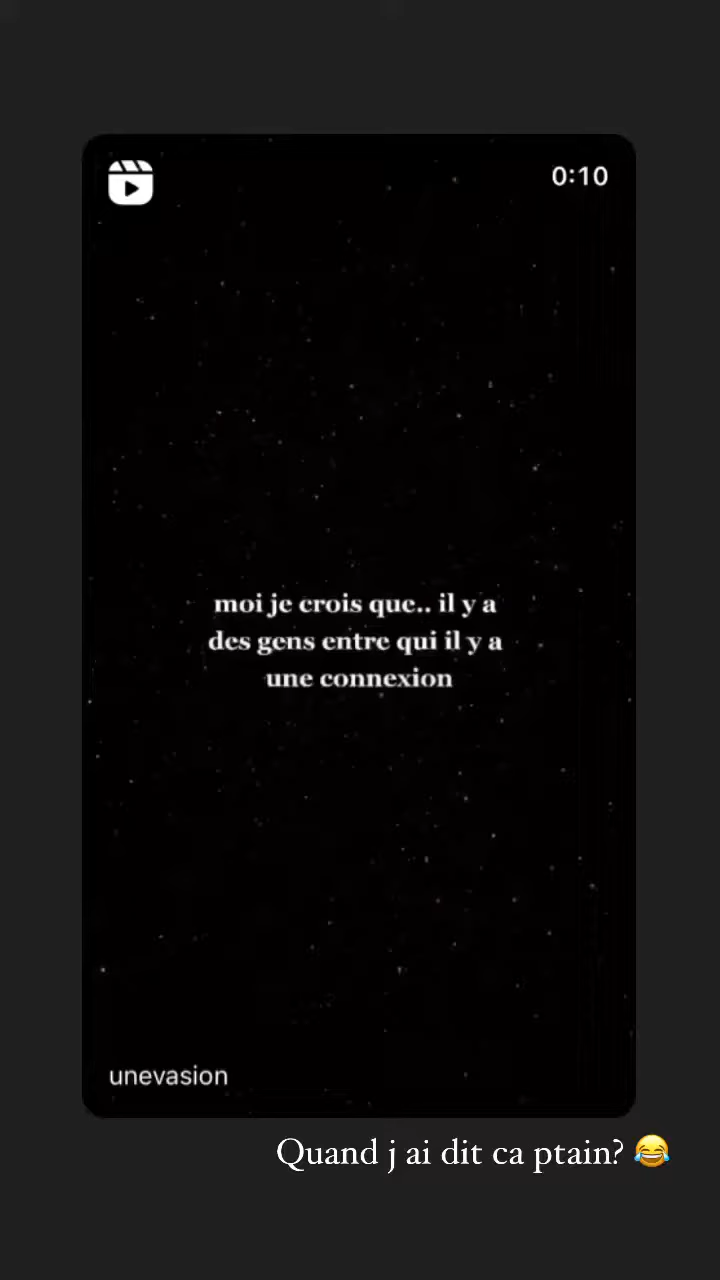 0:10
moi je crois que.. il y a
des gens entre qui il y a
une connexion
unevasion
Quand j ai dit ca ptain? 😂